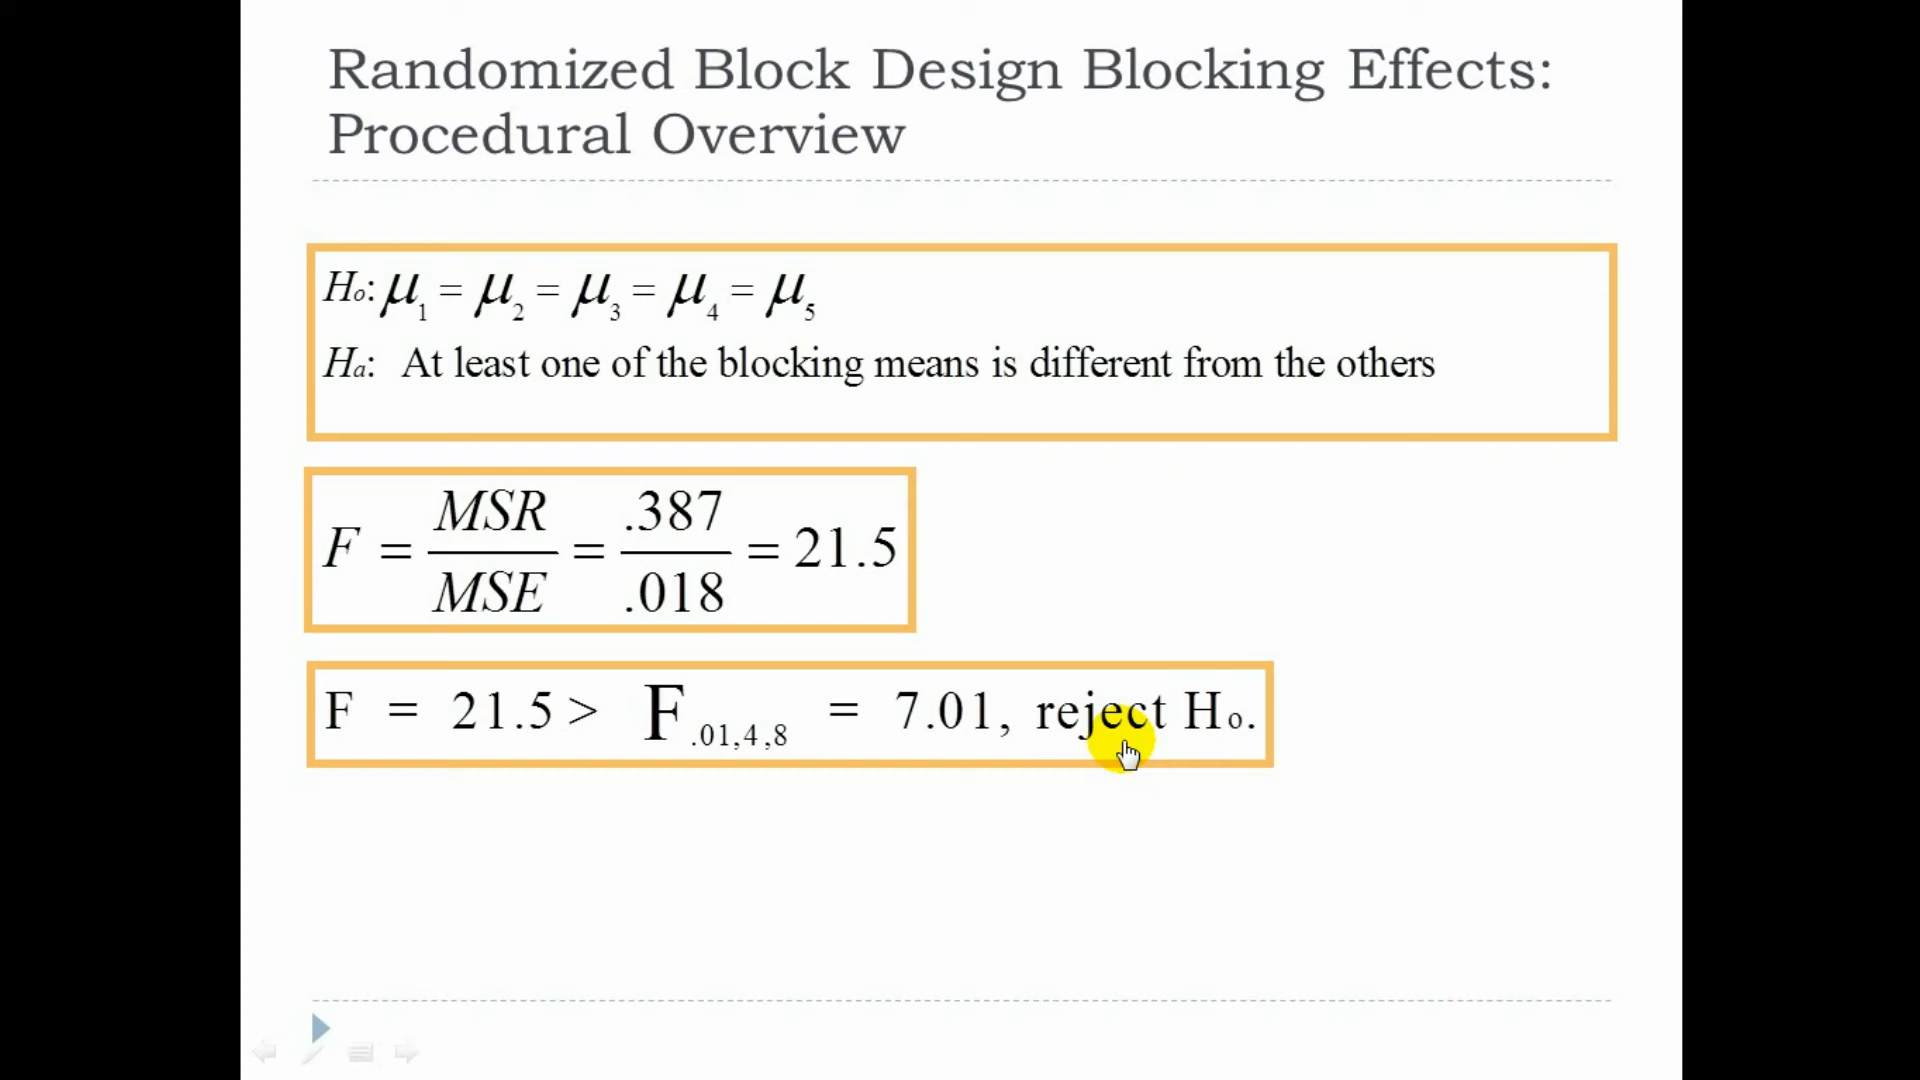 Randomized Block Design Blocking Effects:
Procedural Overview
Ho: μ1 = μ2 = μ3 = μ4 = μ5
Ha: At least one of the blocking means is different from the others
F = MSR/MSE = .387/.018 = 21.5
F = 21.5 > F.01,4,8 = 7.01, reject Ho.